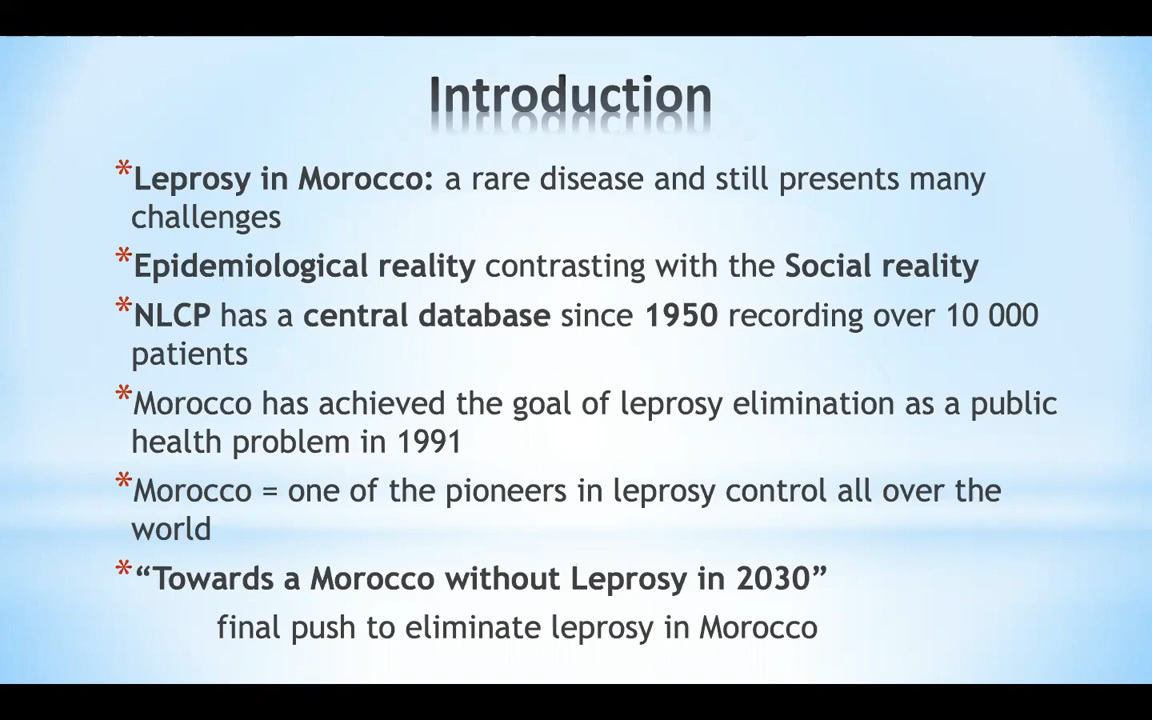 Introduction
*Leprosy in Morocco: a rare disease and still presents many
challenges
*Epidemiological reality contrasting with the Social reality
*NLCP has a central database since 1950 recording over 10 000
patients
*Morocco has achieved the goal of leprosy elimination as a public
health problem in 1991
*Morocco = one of the pioneers in leprosy control all over the
world
*“Towards a Morocco without Leprosy in 2030”
final push to eliminate leprosy in Morocco